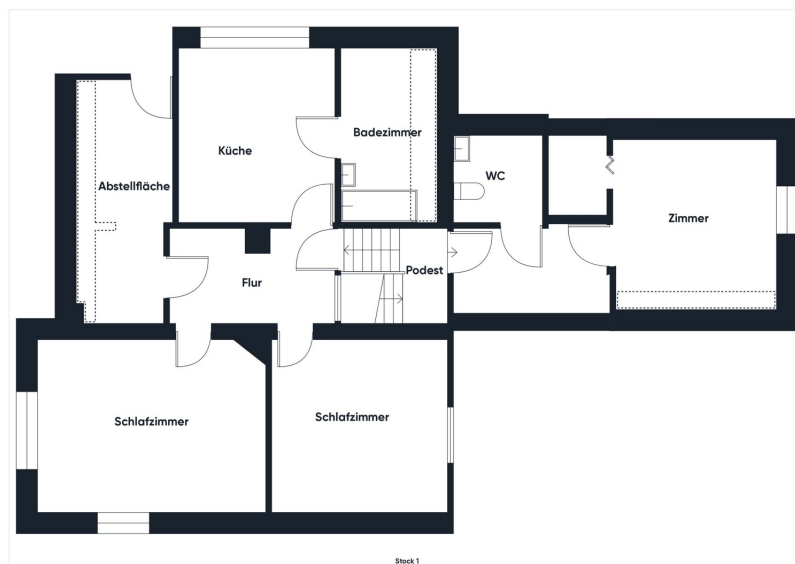 Badezimmer
Küche
WC
Abstellfläche
Zimmer
Podest
Flur
Schlafzimmer
Schlafzimmer
Stock 1